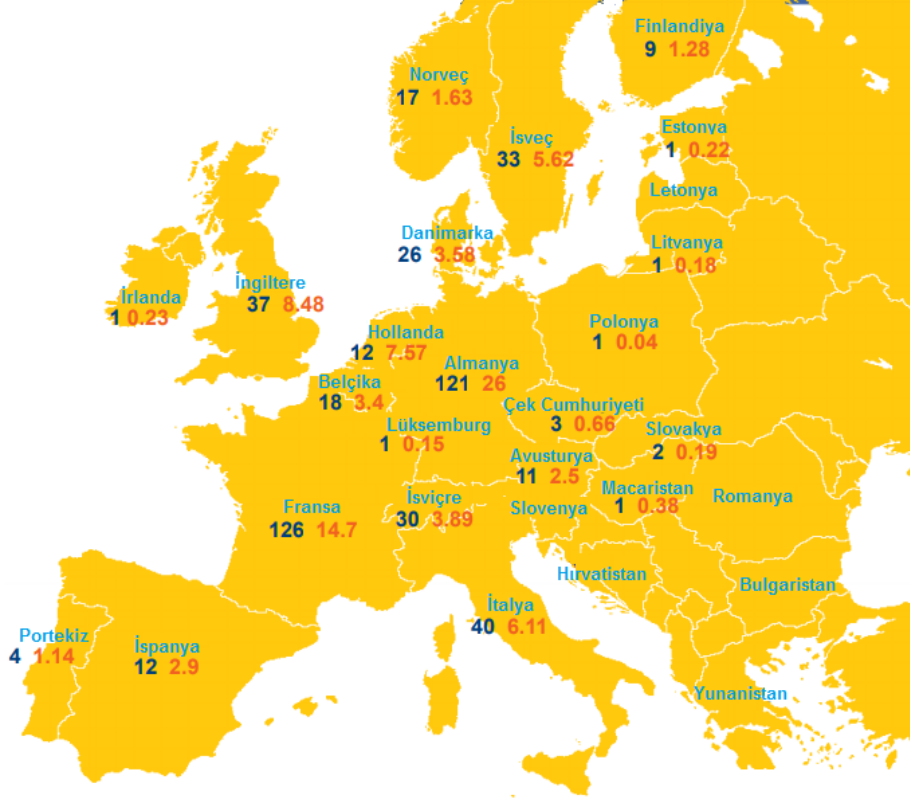 Finlandiya
9 1.28
Norveç
17 1.63
İsveç
33 5.62
Estonya
1 0.22
Letonya
Danimarka
26 3.58
Litvanya
1 0.18
İrlanda
1 0.23
İngiltere
37 8.48
Hollanda
12 7.57
Polonya
1 0.04
Almanya
121 26
Belçika
18 3.4
Çek Cumhuriyeti
3 0.66
Lüksemburg
1 0.15
Slovakya
2 0.19
Avusturya
11 2.5
Macaristan
1 0.38
Romanya
Fransa
126 14.7
İsviçre
30 3.89
Slovenya
Hırvatistan
Bulgaristan
İtalya
40 6.11
Portekiz
4 1.14
İspanya
12 2.9
Yunanistan